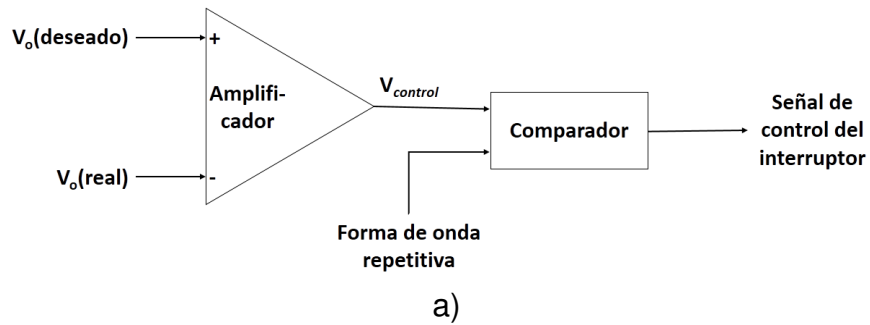 Vo(deseado)
+
Amplifi-
cador
Vo(real)
-
Vcontrol
Comparador
Forma de onda
repetitiva
Señal de
control del
interruptor
a)